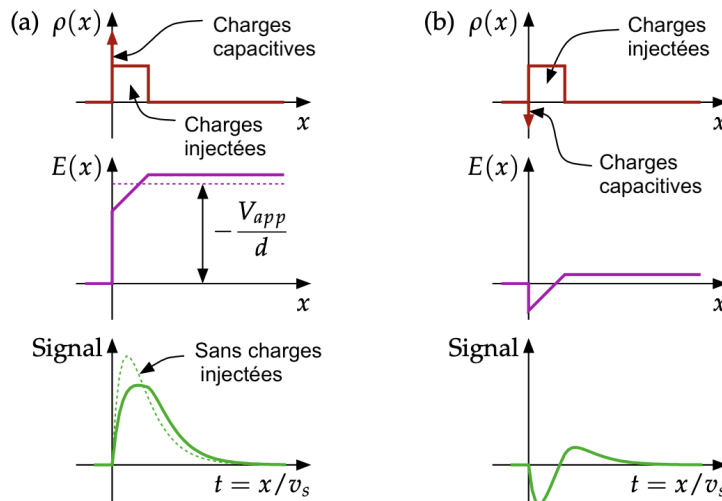 (a)
ρ(x)
Charges
capacitives
Charges
injectées
x
E(x)
− V_app / d
x
Signal
Sans charges
injectées
t = x/v_s
(b)
ρ(x)
Charges
injectées
x
Charges
capacitives
E(x)
x
Signal
t = x/v_s